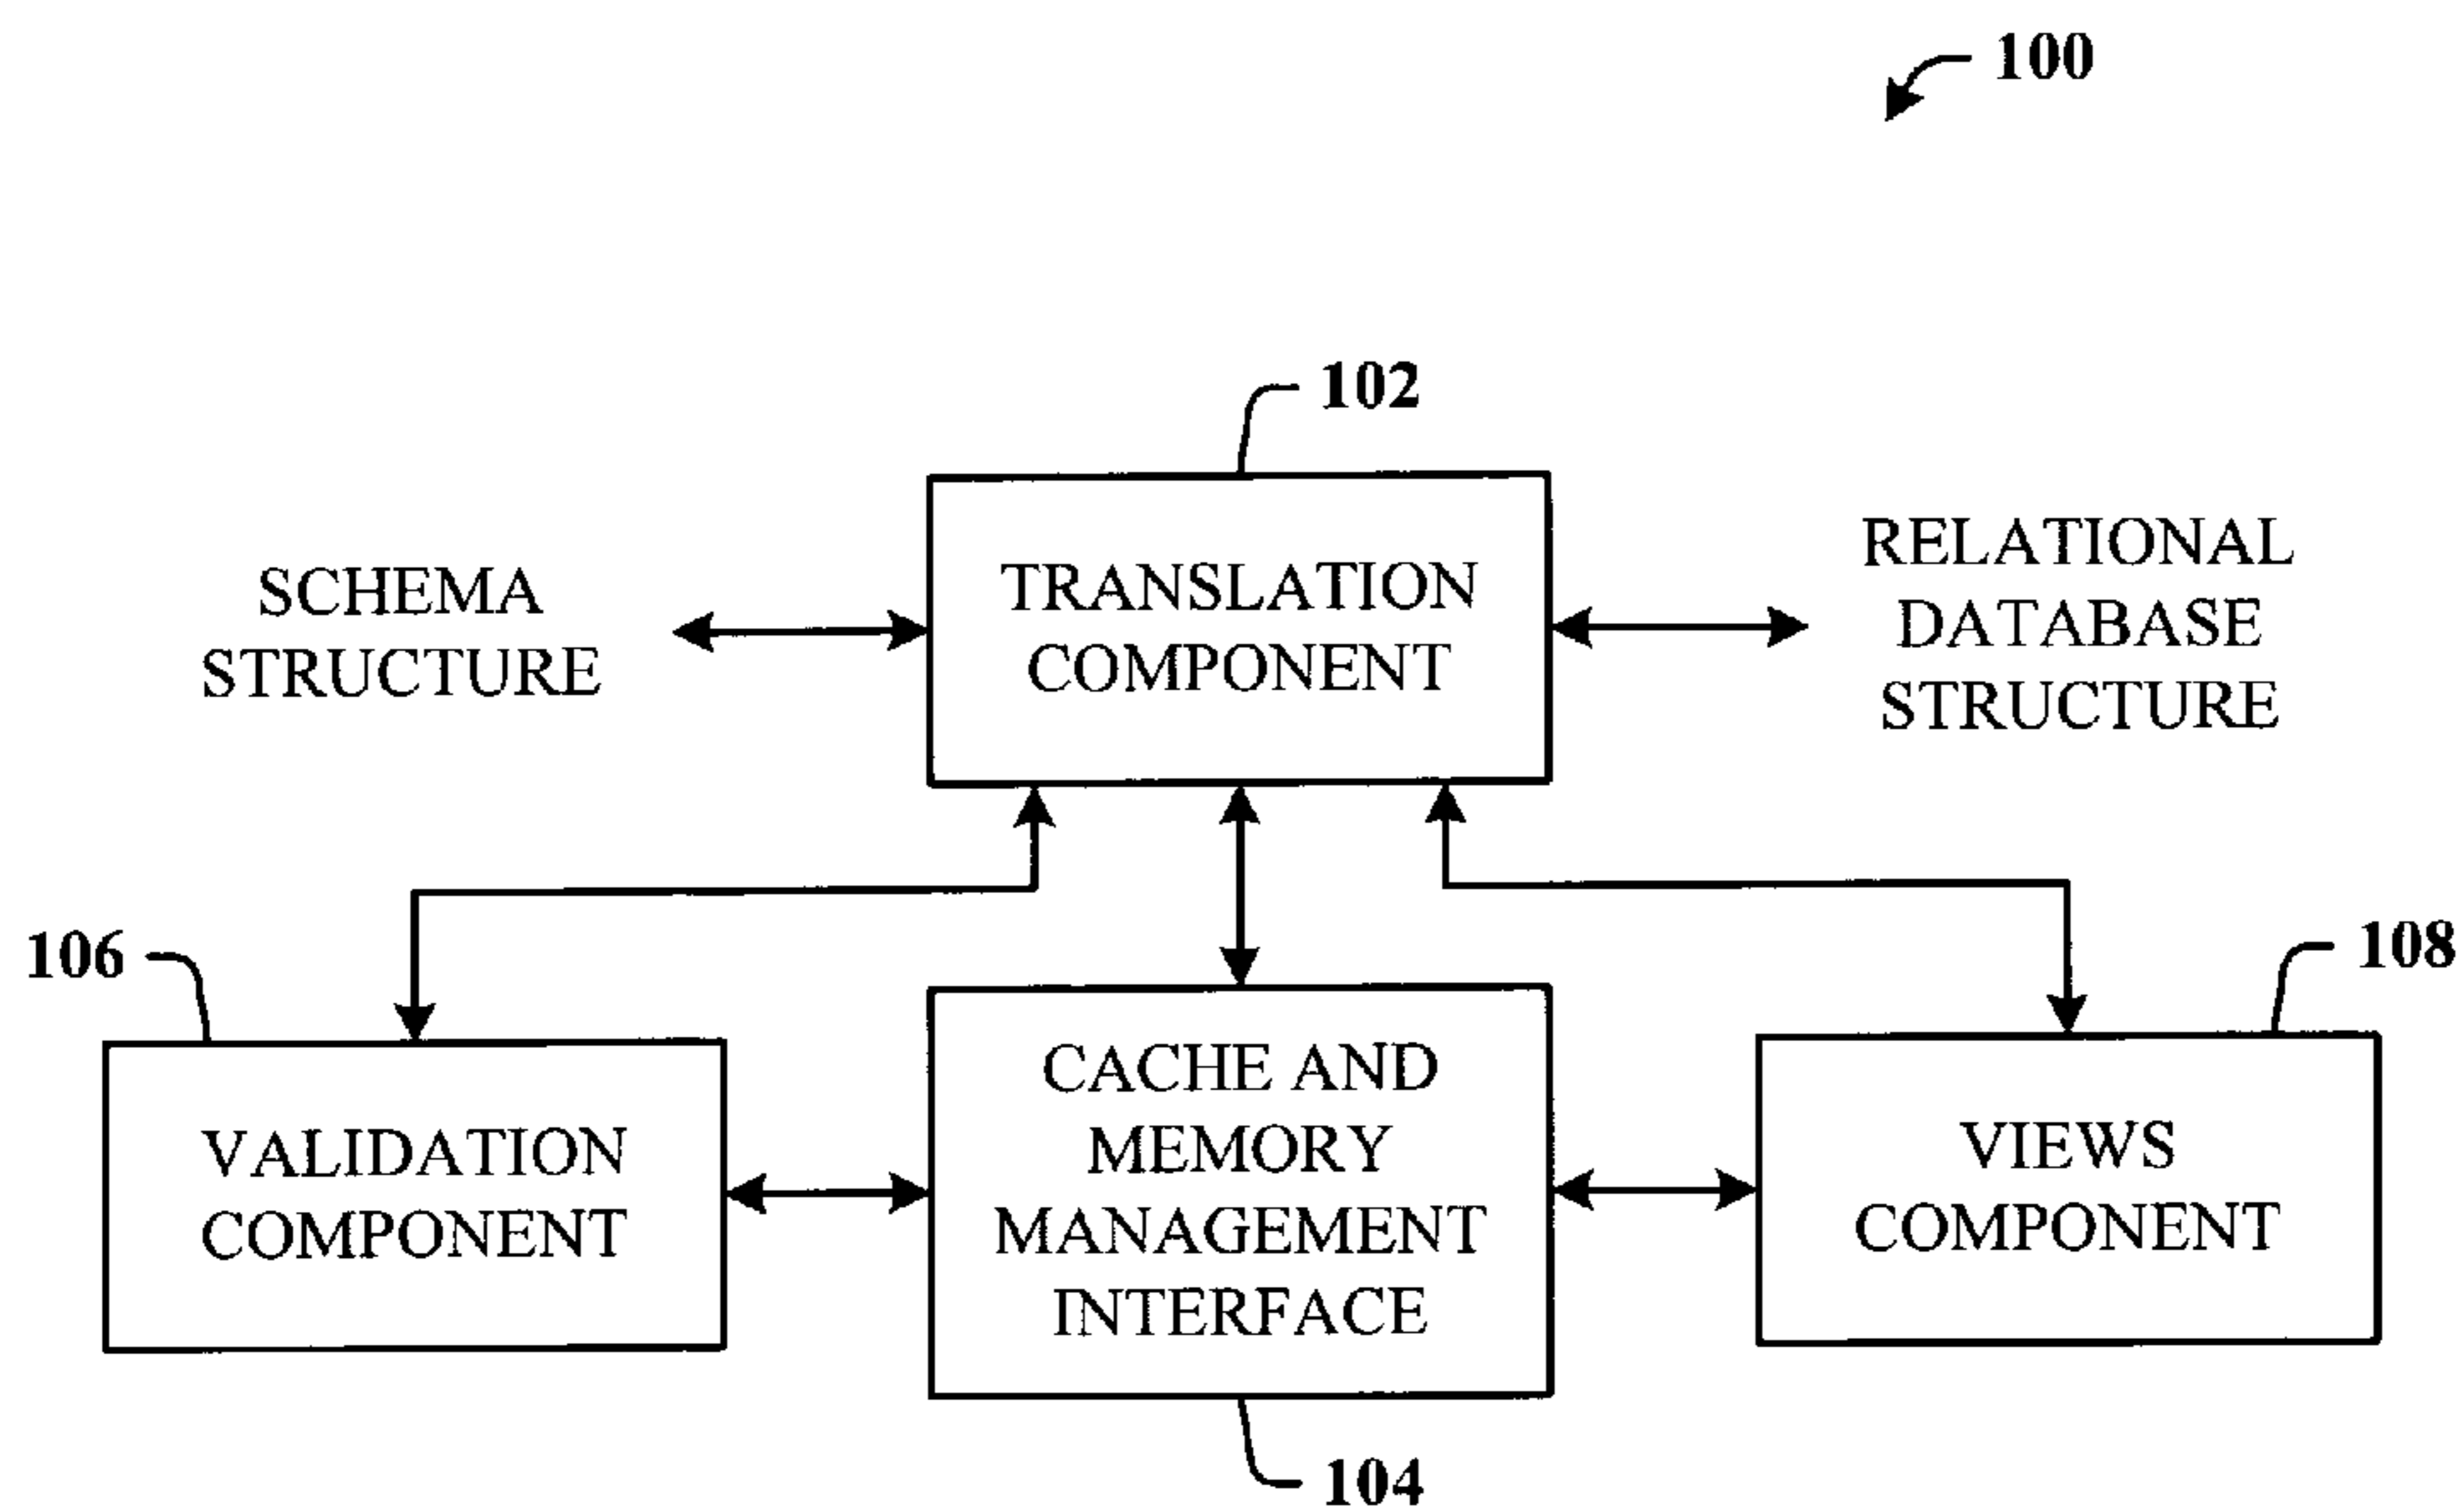 100
102
SCHEMA
STRUCTURE
TRANSLATION
COMPONENT
RELATIONAL
DATABASE
STRUCTURE
106
108
VALIDATION
COMPONENT
CACHE AND
MEMORY
MANAGEMENT
INTERFACE
VIEWS
COMPONENT
104